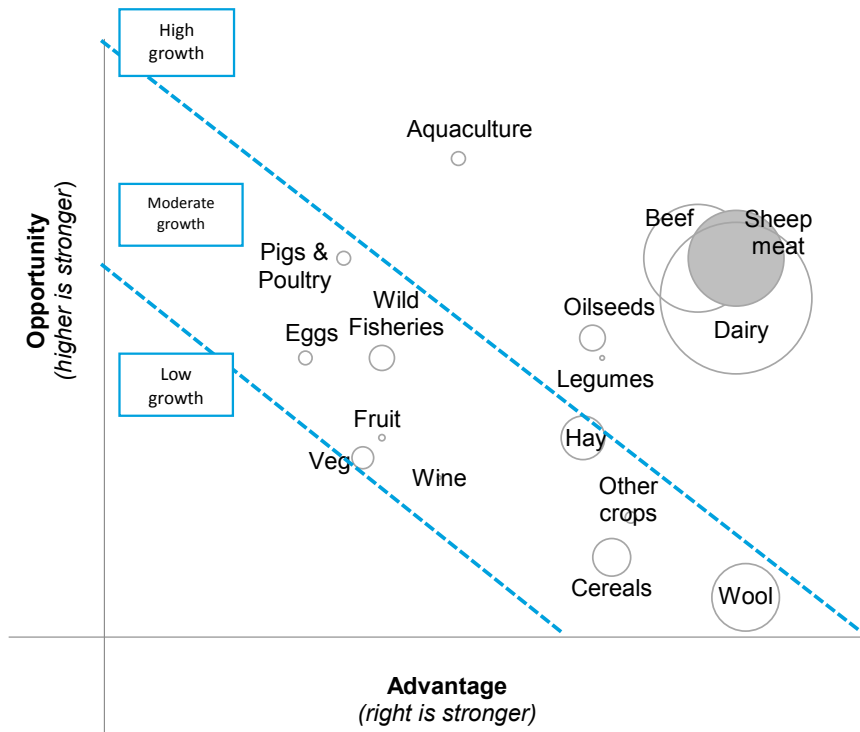 High
growth
Aquaculture
Moderate
growth
Beef
Sheep
meat
Pigs &
Poultry
Wild
Fisheries
Oilseeds
Dairy
Eggs
Legumes
Low
growth
Fruit
Hay
Veg
Wine
Other
crops
Cereals
Wool
Opportunity
(higher is stronger)
Advantage
(right is stronger)